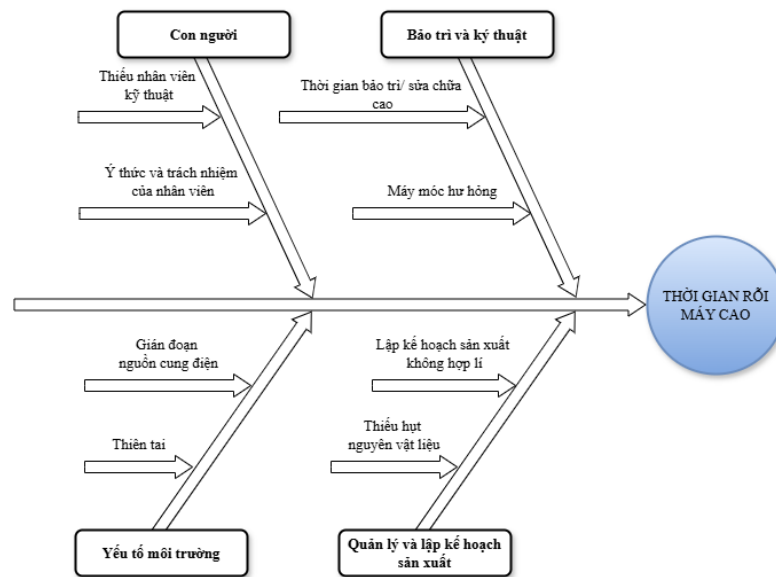 Con người
Bảo trì và ký thuật
Thiếu nhân viên
kỹ thuật
Thời gian bảo trì/ sửa chữa
cao
Ý thức và trách nhiệm
của nhân viên
Máy móc hư hỏng
THỜI GIAN RỖI
MÁY CAO
Gián đoạn
nguồn cung điện
Lập kế hoạch sản xuất
không hợp lí
Thiên tai
Thiếu hụt
nguyên vật liệu
Yếu tố môi trường
Quản lý và lập kế hoạch
sản xuất